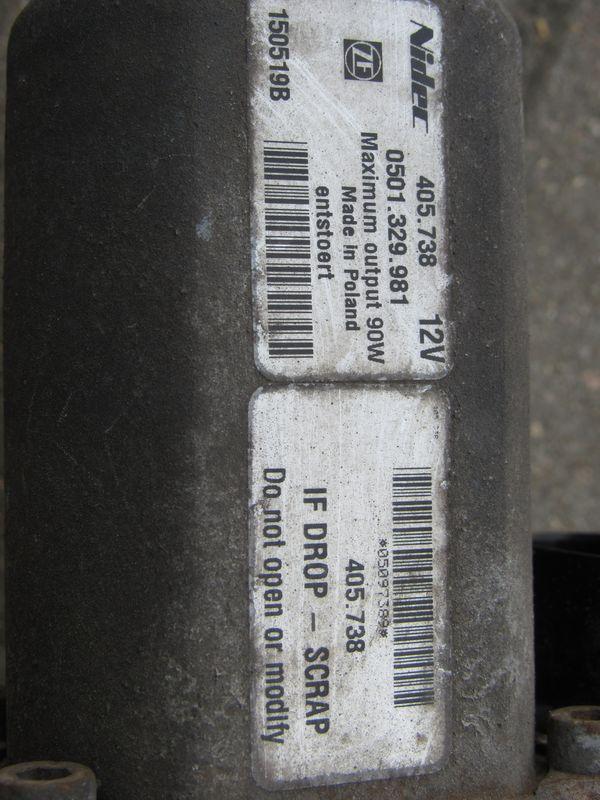 Nidec
405.738 12V
0501.329.981
ZF
Maximum output 90W
Made in Poland
entstoert
150519B
*05097389*
405.738
IF DROP – SCRAP
Do not open or modify